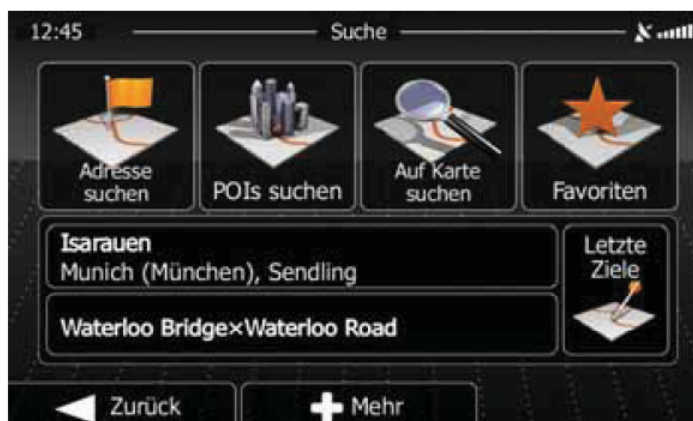 12:45
Suche
Adresse
suchen
POIs suchen
Auf Karte
suchen
Favoriten
Isarauen
Munich (München), Sendling
Letzte
Ziele
Waterloo Bridge×Waterloo Road
Zurück
Mehr